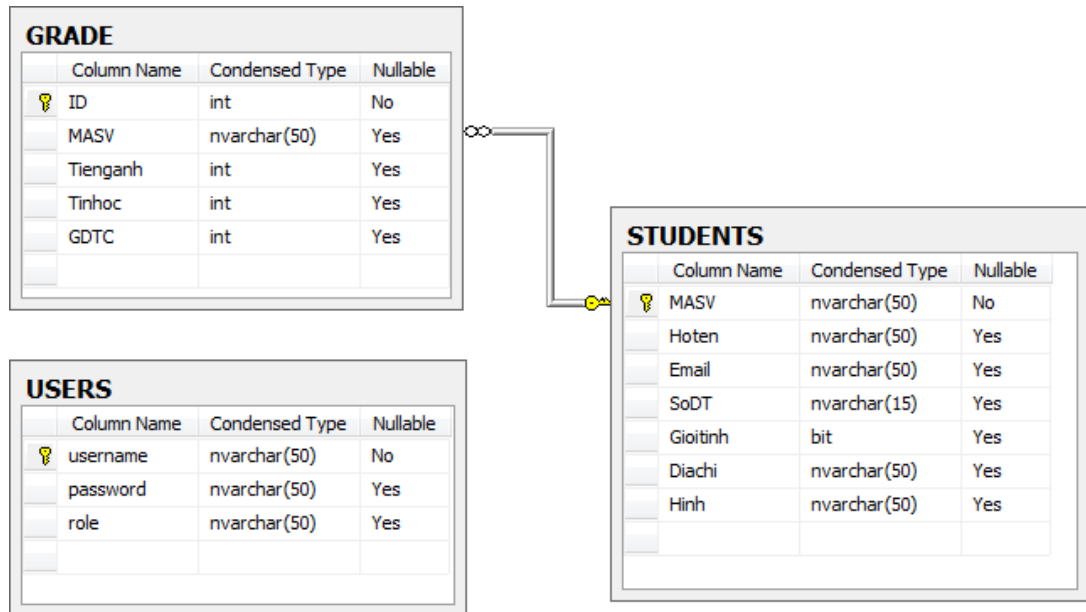 GRADE
Column Name Condensed Type Nullable
ID int No
MASV nvarchar(50) Yes
Tienganh int Yes
Tinhoc int Yes
GDTC int Yes
STUDENTS
Column Name Condensed Type Nullable
MASV nvarchar(50) No
Hoten nvarchar(50) Yes
Email nvarchar(50) Yes
SoDT nvarchar(15) Yes
Gioitinh bit Yes
Diachi nvarchar(50) Yes
Hinh nvarchar(50) Yes
USERS
Column Name Condensed Type Nullable
username nvarchar(50) No
password nvarchar(50) Yes
role nvarchar(50) Yes